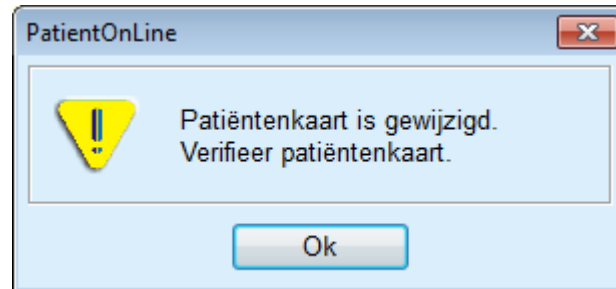 PatientOnLine
Patiëntenkaart is gewijzigd.
Verifieer patiëntenkaart.
Ok